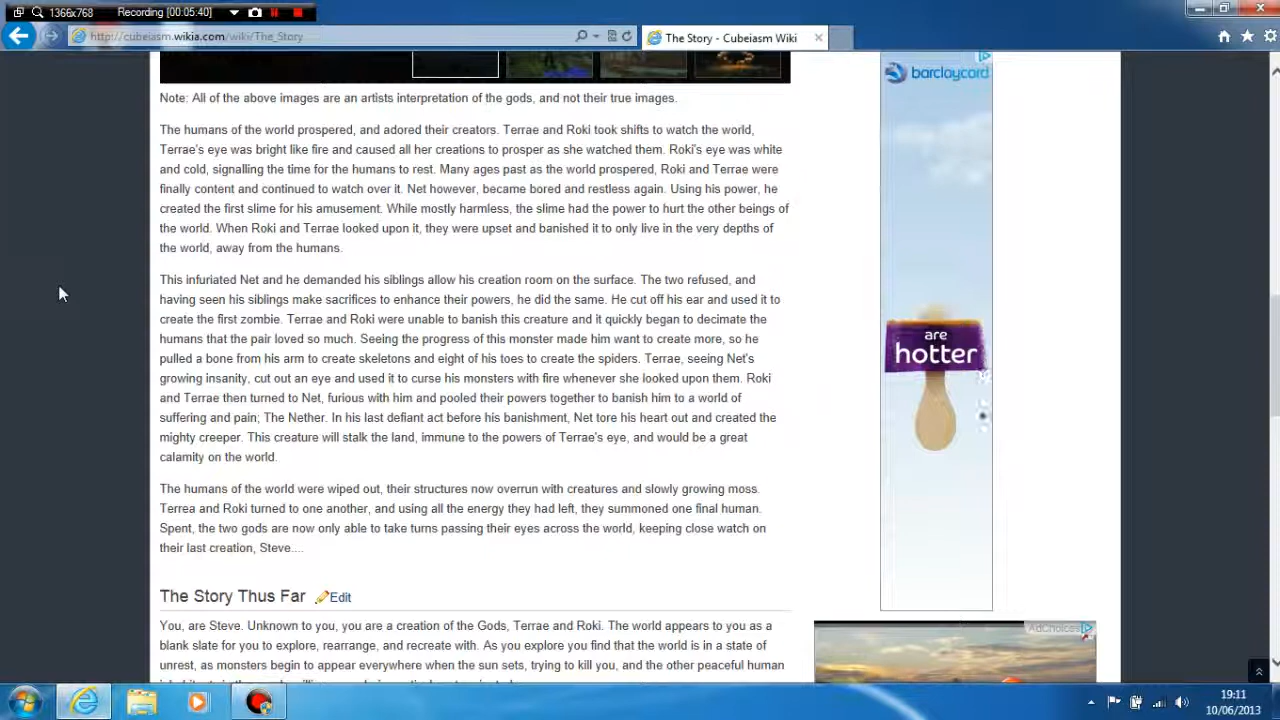 1366x768 Recording [00:05:40]
http://cubeiasm.wikia.com/wiki/The_Story
The Story - Cubeiasm Wiki
Note: All of the above images are an artists interpretation of the gods, and not their true images.
The humans of the world prospered, and adored their creators. Terrae and Roki took shifts to watch the world,
Terrae's eye was bright like fire and caused all her creations to prosper as she watched them. Roki's eye was white
and cold, signalling the time for the humans to rest. Many ages past as the world prospered, Roki and Terrae were
finally content and continued to watch over it. Net however, became bored and restless again. Using his power, he
created the first slime for his amusement. While mostly harmless, the slime had the power to hurt the other beings of
the world. When Roki and Terrae looked upon it, they were upset and banished it to only live in the very depths of
the world, away from the humans.
This infuriated Net and he demanded his siblings allow his creation room on the surface. The two refused, and
having seen his siblings make sacrifices to enhance their powers, he did the same. He cut off his ear and used it to
create the first zombie. Terrae and Roki were unable to banish this creature and it quickly began to decimate the
humans that the pair loved so much. Seeing the progress of this monster made him want to create more, so he
pulled a bone from his arm to create skeletons and eight of his toes to create the spiders. Terrae, seeing Net's
growing insanity, cut out an eye and used it to curse his monsters with fire whenever she looked upon them. Roki
and Terrae then turned to Net, furious with him and pooled their powers together to banish him to a world of
suffering and pain; The Nether. In his last defiant act before his banishment, Net tore his heart out and created the
mighty creeper. This creature will stalk the land, immune to the powers of Terrae's eye, and would be a great
calamity on the world.
The humans of the world were wiped out, their structures now overrun with creatures and slowly growing moss.
Terrea and Roki turned to one another, and using all the energy they had left, they summoned one final human.
Spent, the two gods are now only able to take turns passing their eyes across the world, keeping close watch on
their last creation, Steve....
The Story Thus Far Edit
You, are Steve. Unknown to you, you are a creation of the Gods, Terrae and Roki. The world appears to you as a
blank slate for you to explore, rearrange, and recreate with. As you explore you find that the world is in a state of
unrest, as monsters begin to appear everywhere when the sun sets, trying to kill you, and the other peaceful human
barclaycard
are
hotter
AdChoices
19:11
10/06/2013